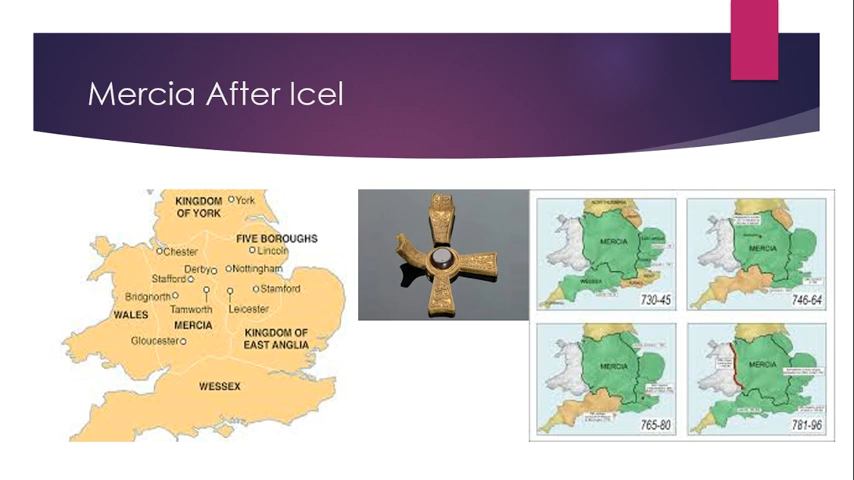 Mercia After Icel
KINGDOM
OF YORK
York
FIVE BOROUGHS
Chester
Lincoln
Derby
Nottingham
Stafford
Stamford
Bridgnorth
WALES
Tamworth
Leicester
MERCIA
Gloucester
KINGDOM OF
EAST ANGLIA
WESSEX
NORTHUMBRIA
MERCIA
WESSEX
730-45
MERCIA
746-64
MERCIA
765-80
MERCIA
781-96